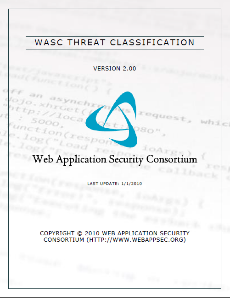 WASC THREAT CLASSIFICATION
VERSION 2.00
Web Application Security Consortium
LAST UPDATE: 1/1/2010
COPYRIGHT © 2010 WEB APPLICATION SECURITY
CONSORTIUM (HTTP://WWW.WEBAPPSEC.ORG)